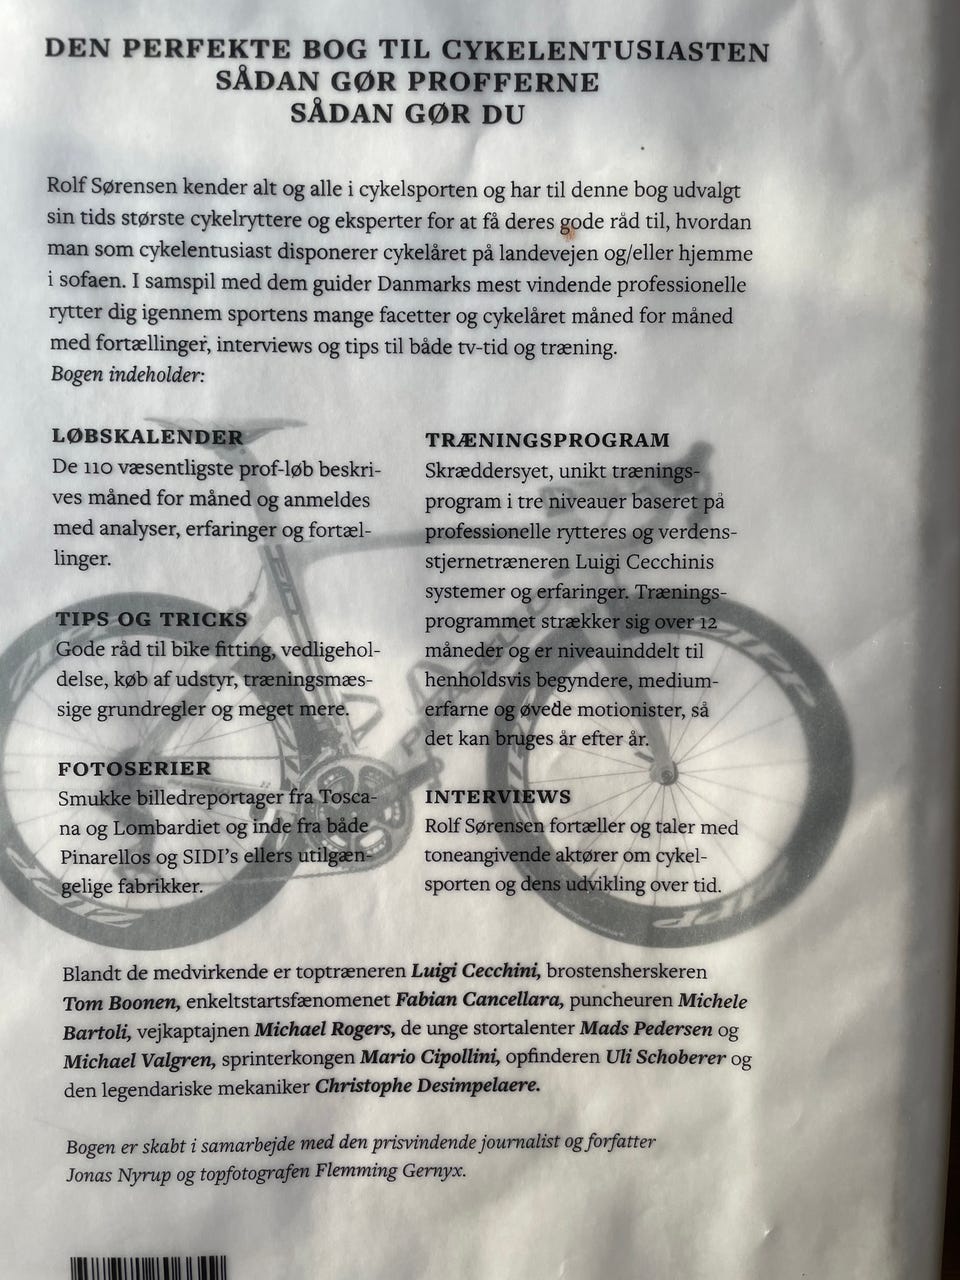 DEN PERFEKTE BOG TIL CYKELENTUSIASTEN
SÅDAN GØR PROFFERNE
SÅDAN GØR DU
Rolf Sørensen kender alt og alle i cykelsporten og har til denne bog udvalgt
sin tids største cykelryttere og eksperter for at få deres gode råd til, hvordan
man som cykelentusiast disponerer cykelåret på landevejen og/eller hjemme
i sofaen. I samspil med dem guider Danmarks mest vindende professionelle
rytter dig igennem sportens mange facetter og cykelåret måned for måned
med fortællinger, interviews og tips til både tv-tid og træning.
Bogen indeholder:
LØBSKALENDER
De 110 væsentligste prof-løb beskri-
ves måned for måned og anmeldes
med analyser, erfaringer og fortæl-
linger.
TIPS OG TRICKS
Gode råd til bike fitting, vedligehol-
delse, køb af udstyr, træningsmæs-
sige grundregler og meget mere.
FOTOSERIER
Smukke billedreportager fra Tosca-
na og Lombardiet og inde fra både
Pinarellos og SIDI's ellers utilgæn-
gelige fabrikker.
TRÆNINGSPROGRAM
Skræddersyet, unikt trænings-
program i tre niveauer baseret på
professionelle rytteres og verdens-
stjernetræneren Luigi Cecchinis
systemer og erfaringer. Trænings-
programmet strækker sig over 12
måneder og er niveauinddelt til
henholdsvis begyndere, medium-
erfarne og øvede motionister, så
det kan bruges år efter år.
INTERVIEWS
Rolf Sørensen fortæller og taler med
toneangivende aktører om cykel-
sporten og dens udvikling over tid.
Blandt de medvirkende er toptræneren Luigi Cecchini, brostensherskeren
Tom Boonen, enkeltstartsfænomenet Fabian Cancellara, puncheuren Michele
Bartoli, vejkaptajnen Michael Rogers, de unge stortalenter Mads Pedersen og
Michael Valgren, sprinterkongen Mario Cipollini, opfinderen Uli Schoberer og
den legendariske mekaniker Christophe Desimpelaere.
Bogen er skabt i samarbejde med den prisvindende journalist og forfatter
Jonas Nyrup og topfotografen Flemming Gernyx.
ZIPP
ZIPP